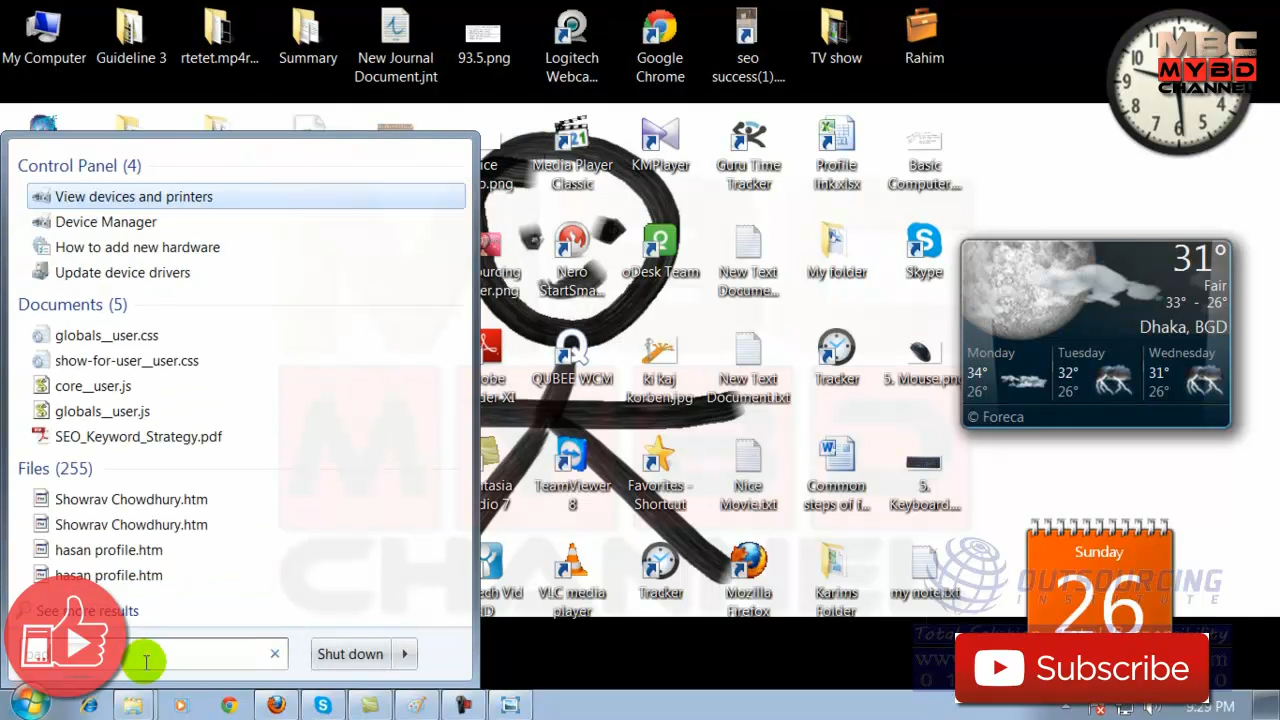 My Computer
Guideline 3
rtetet.mp4r...
Summary
New Journal
Document.jnt
93.5.png
Logitech
Webca...
Google
Chrome
seo
success(1)....
TV show
Rahim
MBC
MYBD
CHANNEL
Control Panel (4)
View devices and printers
Device Manager
How to add new hardware
Update device drivers
Documents (5)
globals__user.css
show-for-user__user.css
core__user.js
globals__user.js
SEO_Keyword_Strategy.pdf
Files (255)
Showrav Chowdhury.htm
Showrav Chowdhury.htm
hasan profile.htm
hasan profile.htm
See more results
Shut down
Media Player
Classic
KMPlayer
Guru Time
Tracker
Profile
link.xlsx
Basic
Computer....
Nero
StartSma...
oDesk Team
New Text
Docume...
My folder
Skype
QUBEE WCM
ki kaj
korben.jpg
New Text
Document.txt
Tracker
5. Mouse.png
TeamViewer
8
Favorites -
Shortcut
Nice
Movie.txt
Common
steps of f...
5.
Keyboard....
VLC media
player
Tracker
Mozilla
Firefox
Karims
Folder
my note.txt
31°
Fair
33° - 26°
Dhaka, BGD
Monday
34°
26°
Tuesday
32°
26°
Wednesday
31°
26°
© Foreca
Sunday
26
OUTSOURCING
INSTITUTE
Subscribe
9:29 PM